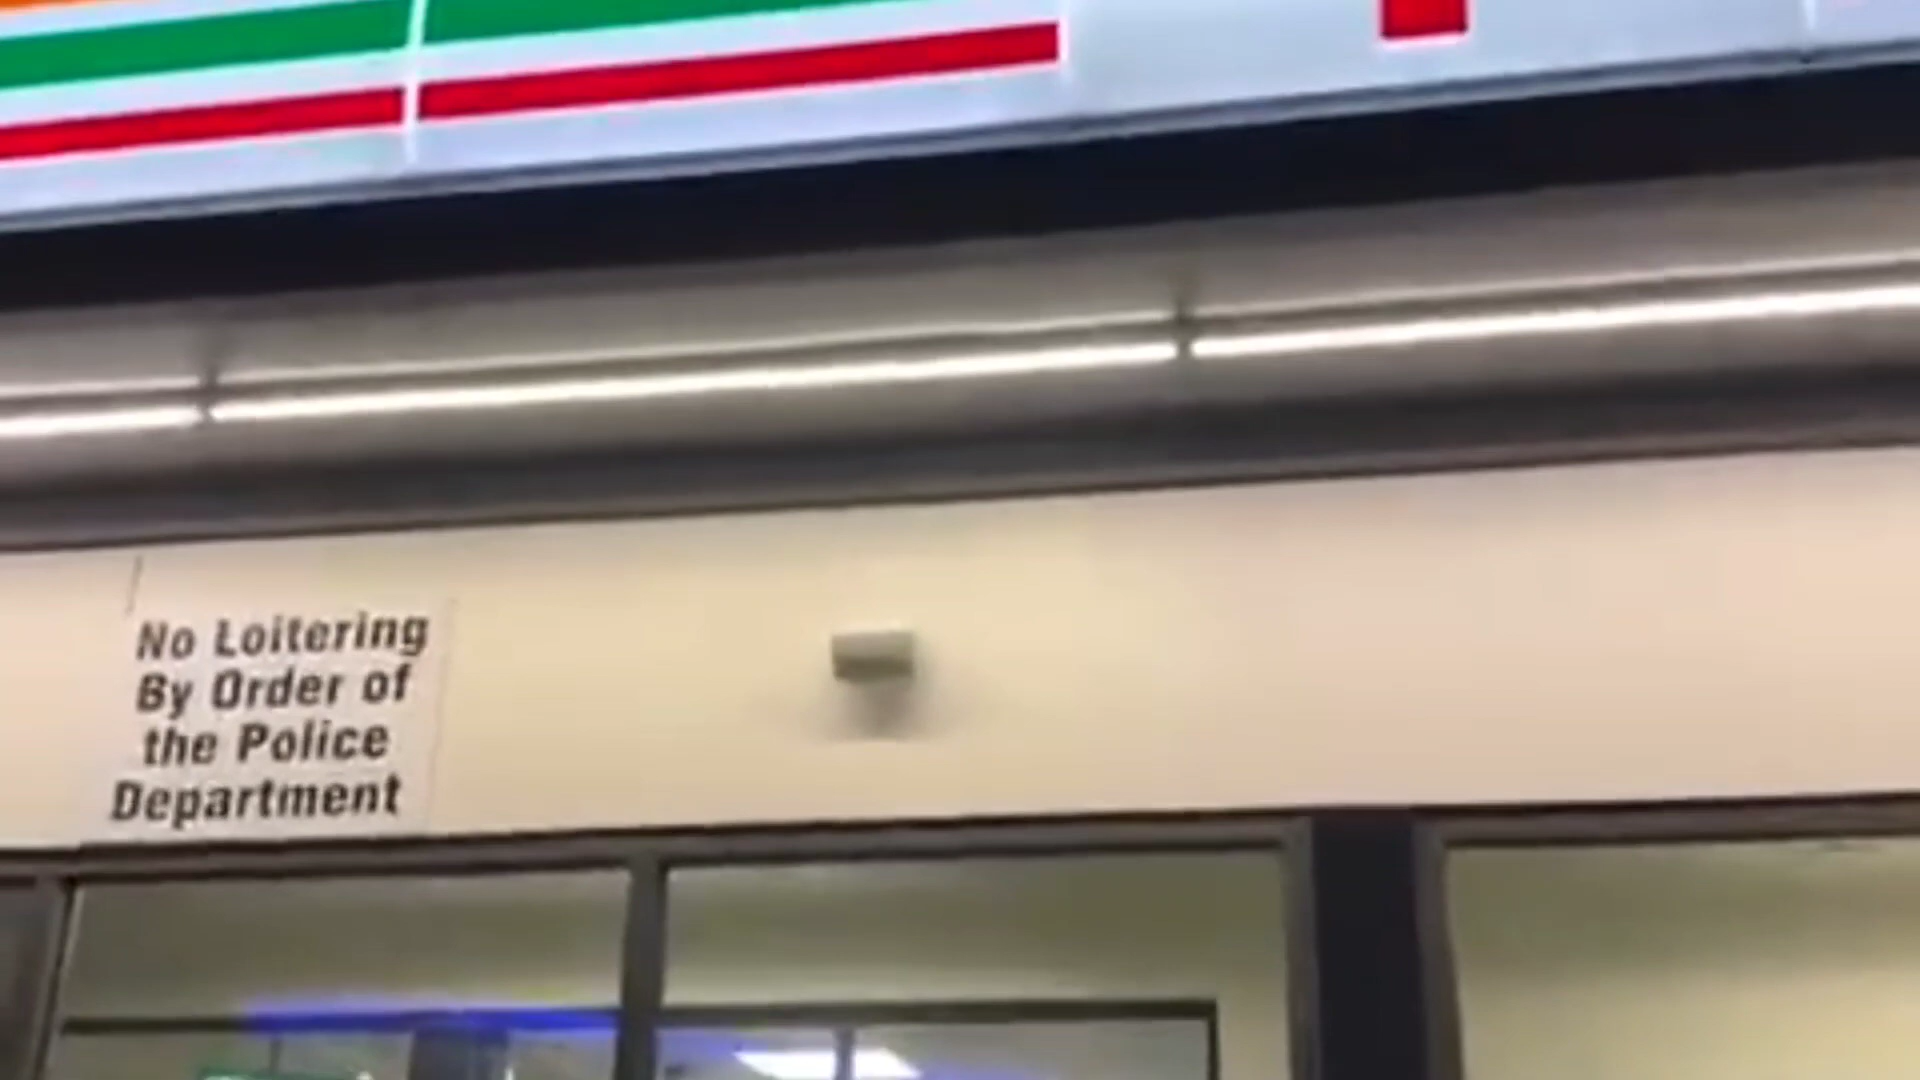 No Loitering
By Order of
the Police
Department